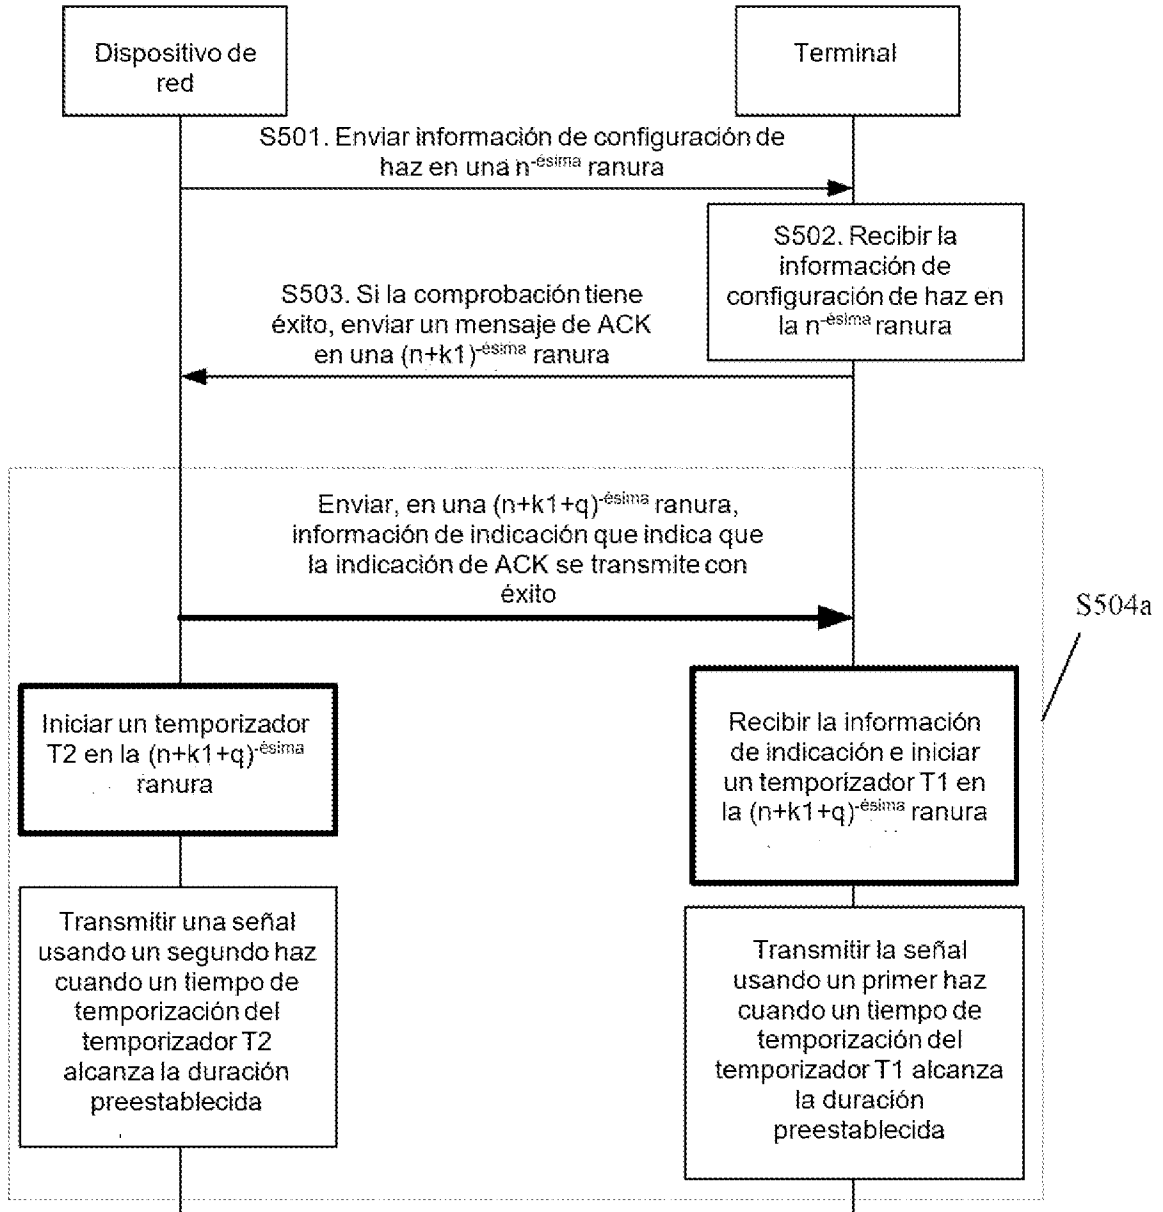 Dispositivo de
red
Terminal
S501. Enviar información de configuración de
haz en una n-ésima ranura
S502. Recibir la
información de
configuración de haz en
la n-ésima ranura
S503. Si la comprobación tiene
éxito, enviar un mensaje de ACK
en una (n+k1)-ésima ranura
Enviar, en una (n+k1+q)-ésima ranura,
información de indicación que indica que
la indicación de ACK se transmite con
éxito
S504a
Iniciar un temporizador
T2 en la (n+k1+q)-ésima
ranura
Recibir la información
de indicación e iniciar
un temporizador T1 en
la (n+k1+q)-ésima ranura
Transmitir una señal
usando un segundo haz
cuando un tiempo de
temporización del
temporizador T2
alcanza la duración
preestablecida
Transmitir la señal
usando un primer haz
cuando un tiempo de
temporización del
temporizador T1 alcanza
la duración
preestablecida